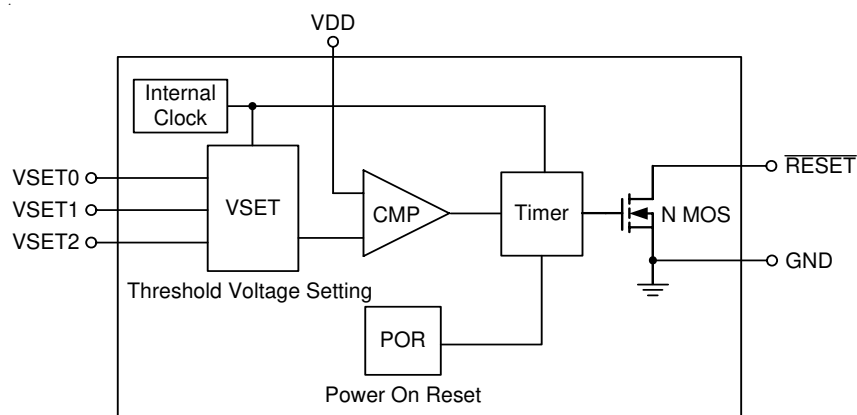 VDD
Internal
Clock
VSET0
VSET1
VSET2
VSET
CMP
Timer
N MOS
RESET
GND
Threshold Voltage Setting
POR
Power On Reset